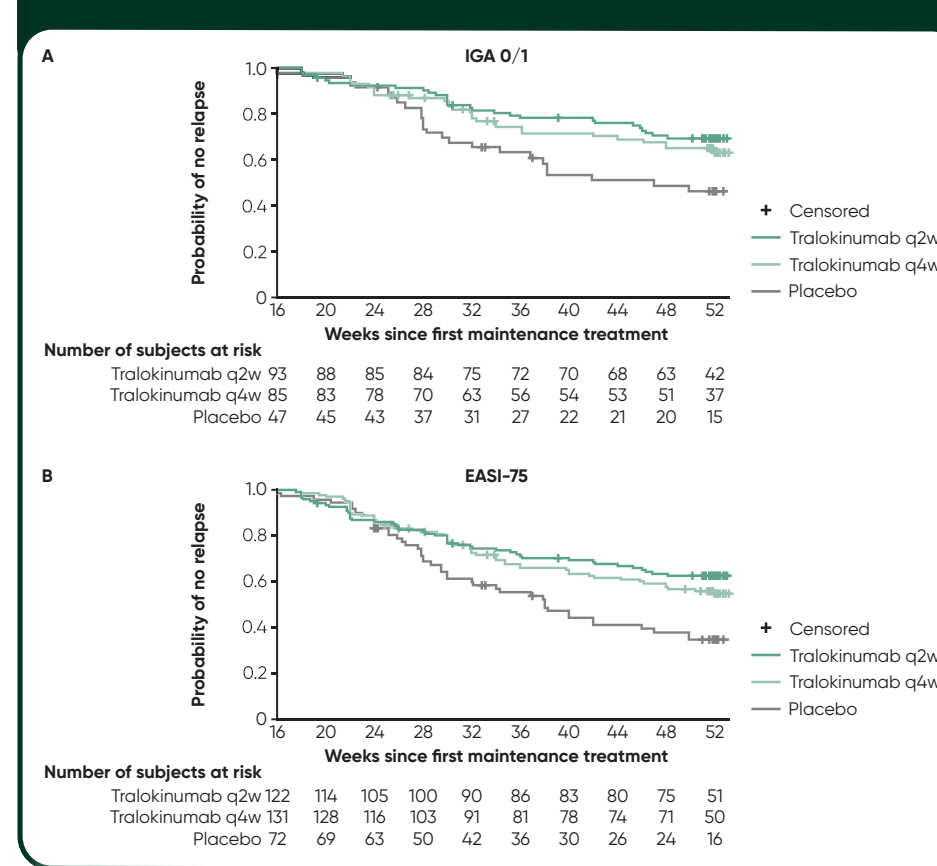 A
IGA 0/1
Probability of no relapse
1.0
0.8
0.6
0.4
0.2
0
16 20 24 28 32 36 40 44 48 52
Weeks since first maintenance treatment
+ Censored
Tralokinumab q2w
Tralokinumab q4w
Placebo
Number of subjects at risk
Tralokinumab q2w 93 88 85 84 75 72 70 68 63 42
Tralokinumab q4w 85 83 78 70 63 56 54 53 51 37
Placebo 47 45 43 37 31 27 22 21 20 15
B
EASI-75
Probability of no relapse
1.0
0.8
0.6
0.4
0.2
0
16 20 24 28 32 36 40 44 48 52
Weeks since first maintenance treatment
+ Censored
Tralokinumab q2w
Tralokinumab q4w
Placebo
Number of subjects at risk
Tralokinumab q2w 122 114 105 100 90 86 83 80 75 51
Tralokinumab q4w 131 128 116 103 91 81 78 74 71 50
Placebo 72 69 63 50 42 36 30 26 24 16